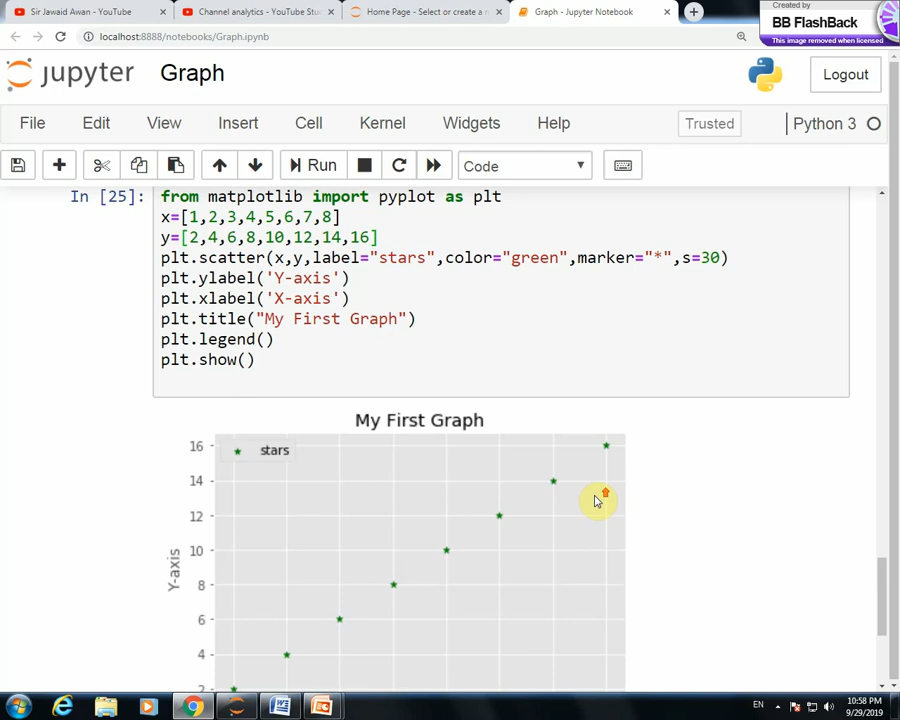 Sir Jawaid Awan - YouTube
Channel analytics - YouTube Stu
Home Page - Select or create a n
Graph - Jupyter Notebook
Created by
BB FlashBack
This image removed when licensed
localhost:8888/notebooks/Graph.ipynb
jupyter Graph
Logout
File Edit View Insert Cell Kernel Widgets Help Trusted Python 3
Run Code
In [25]: from matplotlib import pyplot as plt
x=[1,2,3,4,5,6,7,8]
y=[2,4,6,8,10,12,14,16]
plt.scatter(x,y,label="stars",color="green",marker="*",s=30)
plt.ylabel('Y-axis')
plt.xlabel('X-axis')
plt.title("My First Graph")
plt.legend()
plt.show()
My First Graph
16
stars
14
12
10
Y-axis
8
6
4
2
EN
10:58 PM
9/29/2019